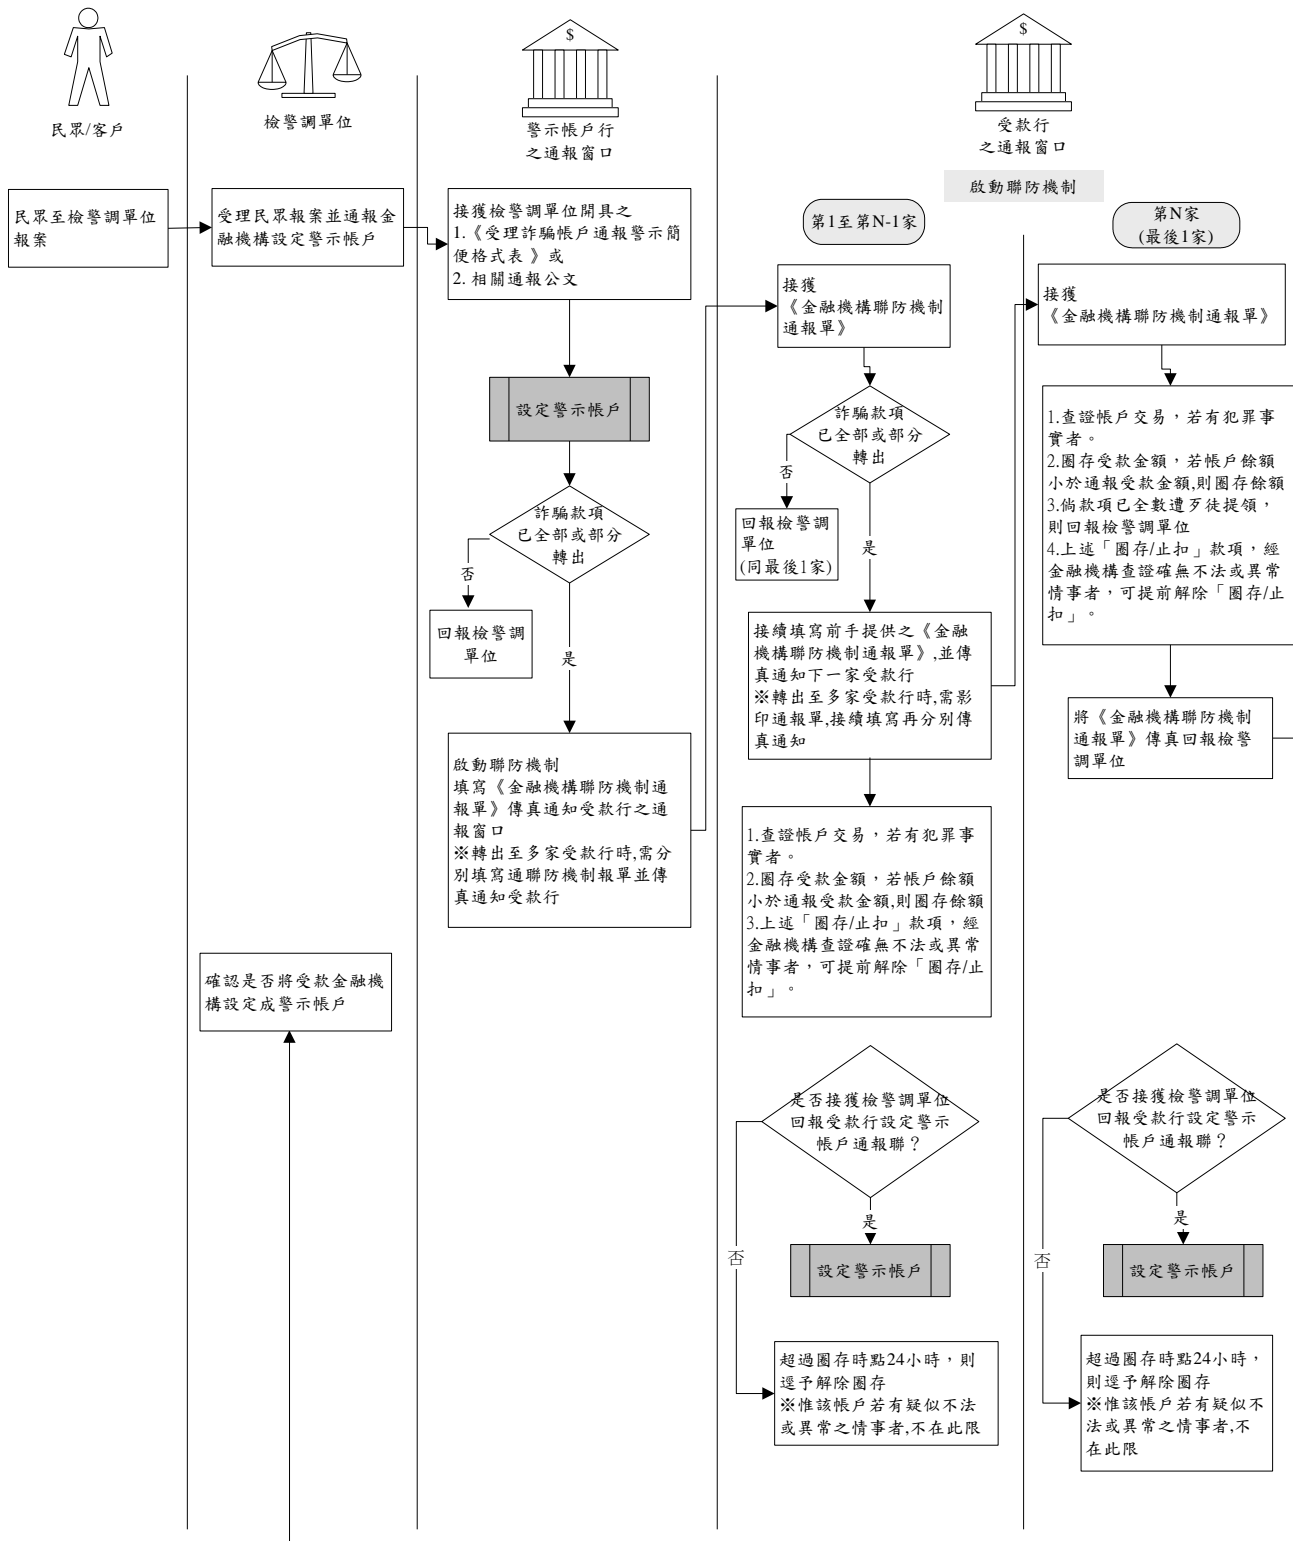 民眾/客戶
檢警調單位
$
警示帳戶行
之通報窗口
$
受款行
之通報窗口
啟動聯防機制
民眾至檢警調單位
報案
受理民眾報案並通報金
融機構設定警示帳戶
接獲檢警調單位開具之
1.《受理詐騙帳戶通報警示簡
便格式表 》或
2. 相關通報公文
設定警示帳戶
詐騙款項
已全部或部分
轉出
否
回報檢警調
單位
是
啟動聯防機制
填寫《金融機構聯防機制通
報單》傳真通知受款行之通
報窗口
※轉出至多家受款行時,需分
別填寫通聯防機制報單並傳
真通知受款行
確認是否將受款金融機
構設定成警示帳戶
第1至第N-1家
接獲
《金融機構聯防機制
通報單》
詐騙款項
已全部或部分
轉出
否
回報檢警調
單位
(同最後1家)
是
接續填寫前手提供之《金融
機構聯防機制通報單》,並傳
真通知下一家受款行
※轉出至多家受款行時,需影
印通報單,接續填寫再分別傳
真通知
1.查證帳戶交易，若有犯罪事
實者。
2.圈存受款金額，若帳戶餘額
小於通報受款金額,則圈存餘額
3.上述「圈存/止扣」款項，經
金融機構查證確無不法或異常
情事者，可提前解除「圈存/止
扣」。
是否接獲檢警調單位
回報受款行設定警示
帳戶通報聯？
是
否
設定警示帳戶
超過圈存時點24小時，則
逕予解除圈存
※惟該帳戶若有疑似不法
或異常之情事者,不在此限
第N家
(最後1家)
接獲
《金融機構聯防機制通報單》
1.查證帳戶交易，若有犯罪事
實者。
2.圈存受款金額，若帳戶餘額
小於通報受款金額,則圈存餘額
3.倘款項已全數遭歹徒提領，
則回報檢警調單位
4.上述「圈存/止扣」款項，經
金融機構查證確無不法或異常
情事者，可提前解除「圈存/止
扣」。
將《金融機構聯防機制
通報單》傳真回報檢警
調單位
是否接獲檢警調單位
回報受款行設定警示
帳戶通報聯？
是
否
設定警示帳戶
超過圈存時點24小時，
則逕予解除圈存
※惟該帳戶若有疑似不
法或異常之情事者,不
在此限